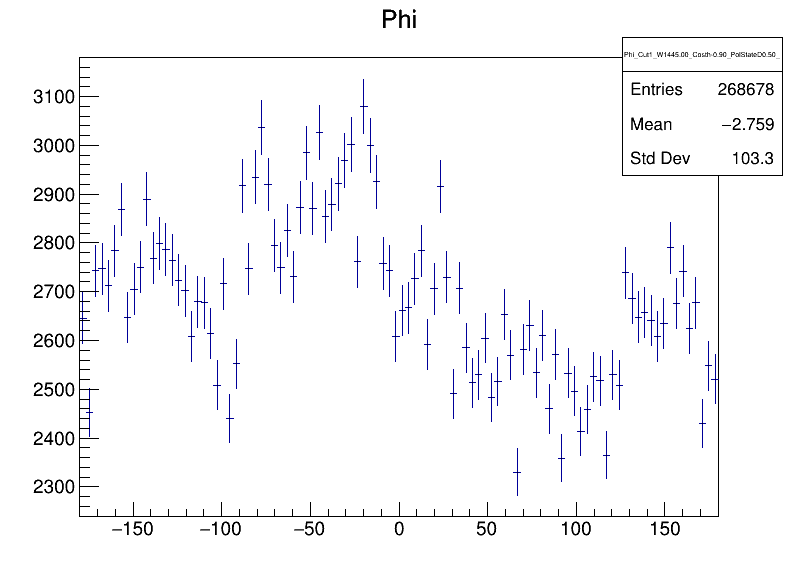 Phi
Phi_Cut1_W1445.00_Costh-0.90_PolStateD0.50_
Entries 268678
Mean −2.759
Std Dev 103.3
3100
3000
2900
2800
2700
2600
2500
2400
2300
−150 −100 −50 0 50 100 150